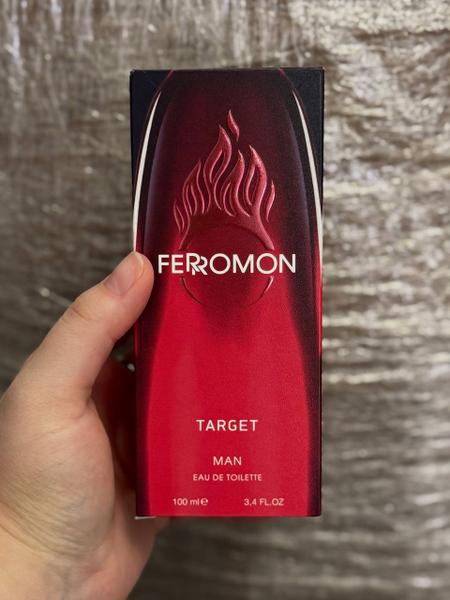 FERROMON
TARGET
MAN
EAU DE TOILETTE
100 ml ℮ 3,4 FL.OZ